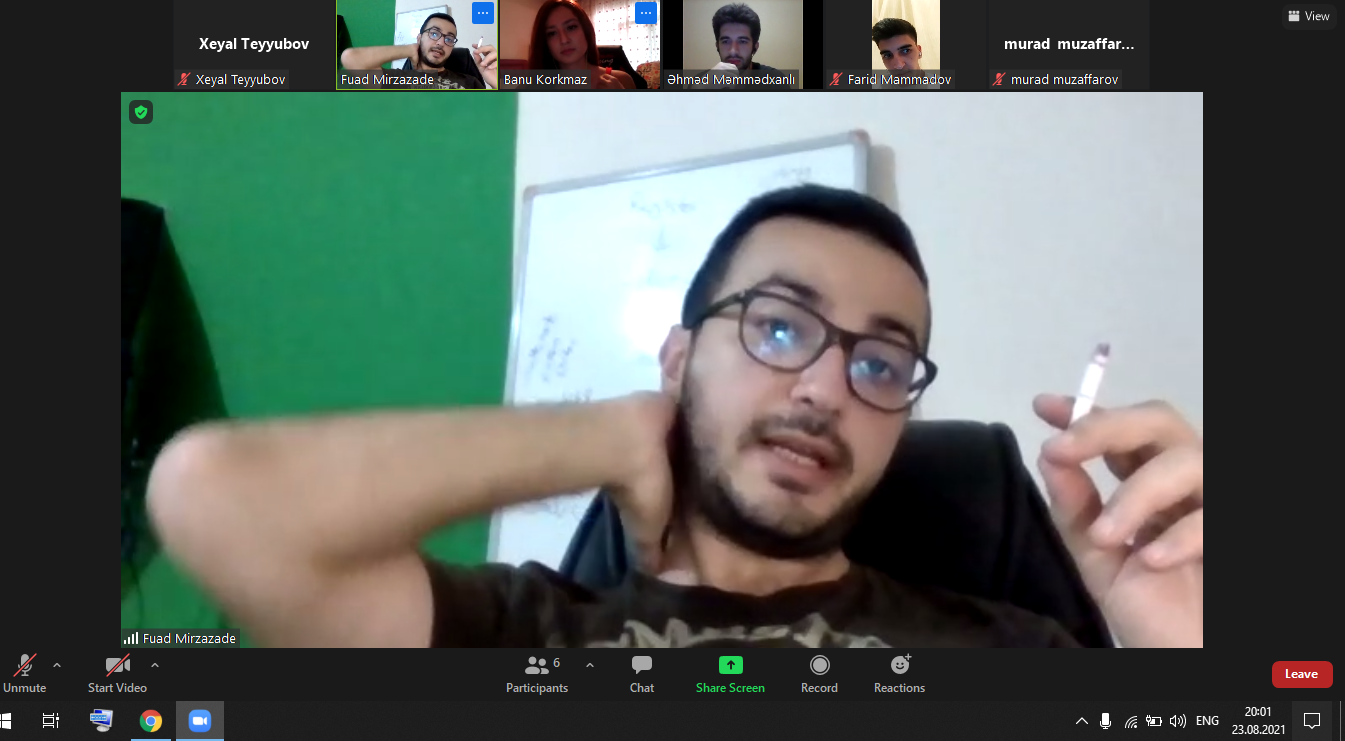 View
Xeyal Teyyubov
murad muzaffar...
Xeyal Teyyubov
Fuad Mirzazade
Banu Korkmaz
Əhməd Məmmədxanlı
Farid Mammadov
murad muzaffarov
Fuad Mirzazade
6
Unmute
Start Video
Participants
Chat
Share Screen
Record
Reactions
Leave
ENG
20:01
23.08.2021